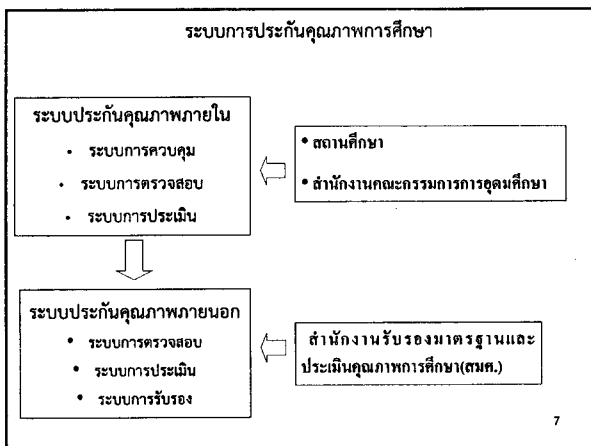 ระบบการประกันคุณภาพการศึกษา
ระบบประกันคุณภาพภายใน
• ระบบการควบคุม
• ระบบการตรวจสอบ
• ระบบการประเมิน
• สถานศึกษา
• สำนักงานคณะกรรมการการอุดมศึกษา
ระบบประกันคุณภาพภายนอก
• ระบบการตรวจสอบ
• ระบบการประเมิน
• ระบบการรับรอง
สำนักงานรับรองมาตรฐานและ
ประเมินคุณภาพการศึกษา(สมศ.)
7